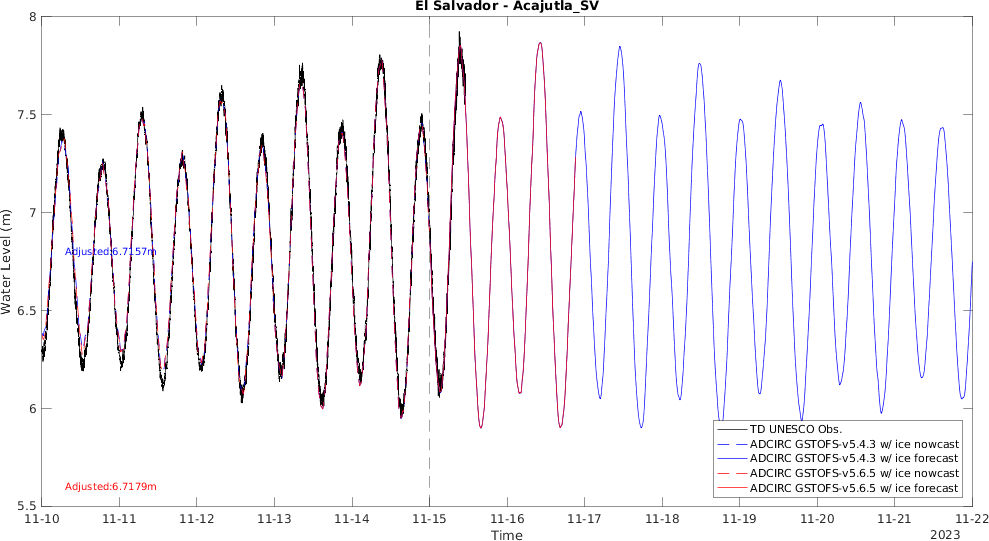 El Salvador - Acajutla_SV
8
7.5
7
6.5
6
5.5
Water Level (m)
Adjusted:6.7157m
Adjusted:6.7179m
TD UNESCO Obs.
ADCIRC GSTOFS-v5.4.3 w/ ice nowcast
ADCIRC GSTOFS-v5.4.3 w/ ice forecast
ADCIRC GSTOFS-v5.6.5 w/ ice nowcast
ADCIRC GSTOFS-v5.6.5 w/ ice forecast
11-10 11-11 11-12 11-13 11-14 11-15 11-16 11-17 11-18 11-19 11-20 11-21 11-22
Time
2023